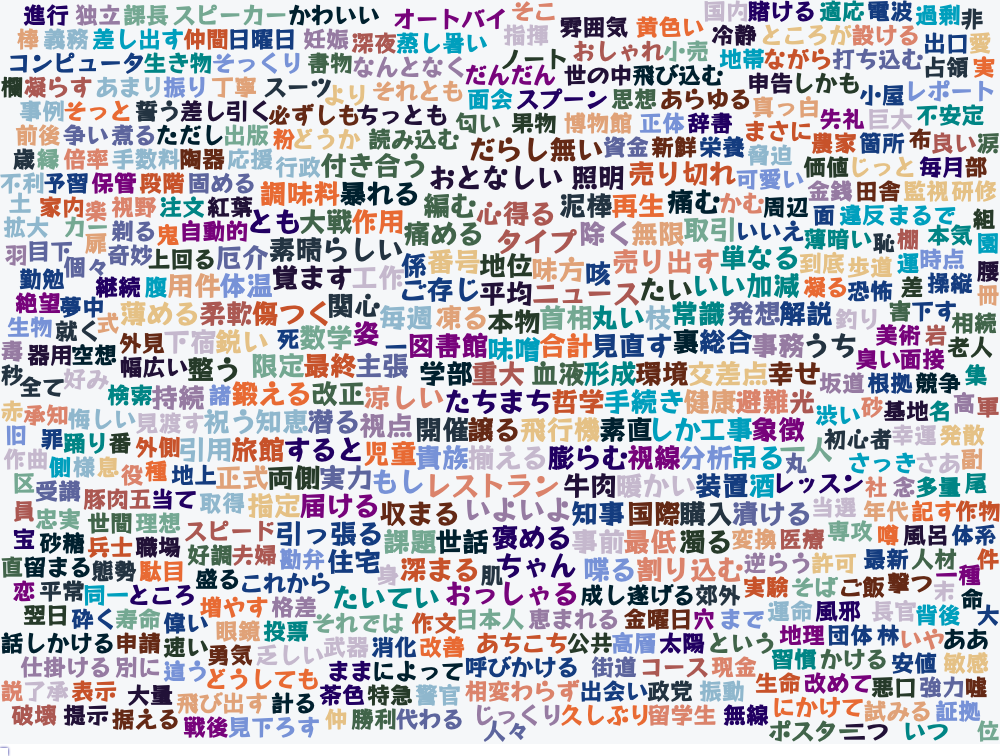 進行 独立 課長 スピーカー かわいい オートバイ そこ 国内 賭ける 適応 電波 過剰 非
棒 義務 差し出す 仲間 日曜日 妊娠 深夜 蒸し暑い 指揮 雰囲気 黄色い 冷静 ところが 設ける 出口 愛
コンピュータ 生き物 そっくり 書物 なんとなく ノート おしゃれ 小売 地帯 ながら 打ち込む 占領 実
欄 凝らす あまり 振り 丁寧 スーツ より それとも だんだん 世の中 飛び込む 申告 しかも 小屋 レポート
事例 そっと 誓う 差し引く 必ずしも ちっとも 面会 スプーン 思想 あらゆる 真っ白 失礼 巨大 不安定
前後 争い 煮る ただし 出版 粉 どうか 読み込む 匂い 果物 博物館 正体 辞書 まさに 農家 箇所 布 良い 涙
歳 縁 倍率 手数料 陶器 応援 行政 付き合う だらし無い 資金 新鮮 栄養 脅迫 価値 じっと 毎月 部
不利 予習 保管 段階 固める 調味料 暴れる おとなしい 照明 売り切れ 可愛い 金銭 田舎 監視 研修
土 家内 楽 視野 注文 紅葉 編む 心得る 泥棒 再生 痛む かむ 周辺 面 違反 まるで 組
拡大 カー 扉 剃る 鬼 自動的 とも 大戦 作用 痛める タイプ 除く 無限 取引 いいえ 薄暗い 恥 棚 本気 園
羽 目下 個々 奇妙 上回る 厄介 素晴らしい 係 番号 地位 味方 咳 売り出す 単なる 到底 歩道 運 時点 腰
勤勉 継続 腹 用件 体温 覚ます 工作 ご存じ 平均 ニュース たい いい加減 凝る 恐怖 差 操縦 冊
絶望 夢中 薄める 柔軟 傷つく 関心 毎週 凍る 本物 首相 丸い 枝 常識 発想 解説 釣り 害 下す 相続
生物 就く 式 外見 下宿 鋭い 死 数学 姿 一 図書館 味噌 合計 見直す 裏 総合 事務 うち 美術 岩 老人
毒 器用 空想 幅広い 整う 限定 最終 主張 学部 重大 血液 形成 環境 交差点 幸せ 臭い 面接
秒 全て 好み 検索 持続 諸 鍛える 改正 涼しい たちまち 哲学 手続き 健康 避難 光 坂道 根拠 競争 集
赤 承知 悔しい 見渡す 祝う 知恵 潜る 視点 開催 譲る 飛行機 素直 しか 工事 象徴 渋い 砂 基地 名 高 軍
旧 罪 踊り 番 外側 引用 旅館 すると 児童 貴族 揃える 膨らむ 視線 分析 吊る 丸 一人 初心者 幸運 発散
作曲 側 様 息 役 種 地上 正式 両側 実力 もし レストラン 牛肉 暖かい 装置 酒 レッスン さっき さあ 副
区 受講 豚肉 五 当て 取得 指定 届ける 収まる いよいよ 知事 国際 購入 漬ける 当選 社 念 多量 尾
員 忠実 世間 理想 スピード 引っ張る 課題 世話 褒める 事前 最低 濁る 変換 医療 専攻 年代 記す 作物
宝 砂糖 兵士 職場 好調 夫婦 勘弁 住宅 身 深まる 肌 ちゃん 喋る 割り込む 逆らう 許可 噂 風呂 体系
直 留まる 態勢 駄目 盛る これから たいてい おっしゃる 成し遂げる 郊外 実験 そば ご飯 撃つ 最新 人材 件
恋 平常 同一 ところ 増やす 格差 それでは 作文 日本人 恵まれる 金曜日 穴 まで 運命 風邪 長官 末 一種 命
翌日 砕く 寿命 偉い 眼鏡 投票 武器 消化 改善 あちこち 公共 高層 太陽 という 地理 団体 林 いや 背後 大
話しかける 申請 速い 勇気 乏しい まま によって 呼びかける 街道 コース 現金 習慣 かける 安値 ああ 敏感
仕掛ける 別に 追う どうしても 茶色 特急 警官 相変わらず 出会い 政党 振動 生命 改めて 悪口 強力 嘘
説 了承 表示 大量 飛び出す 計る 仲 勝利 代わる じっくり 久しぶり 留学生 無線 にかけて 試みる 証拠
破壊 提示 据える 戦後 見下ろす 人々 ポスター 二つ いつ 位